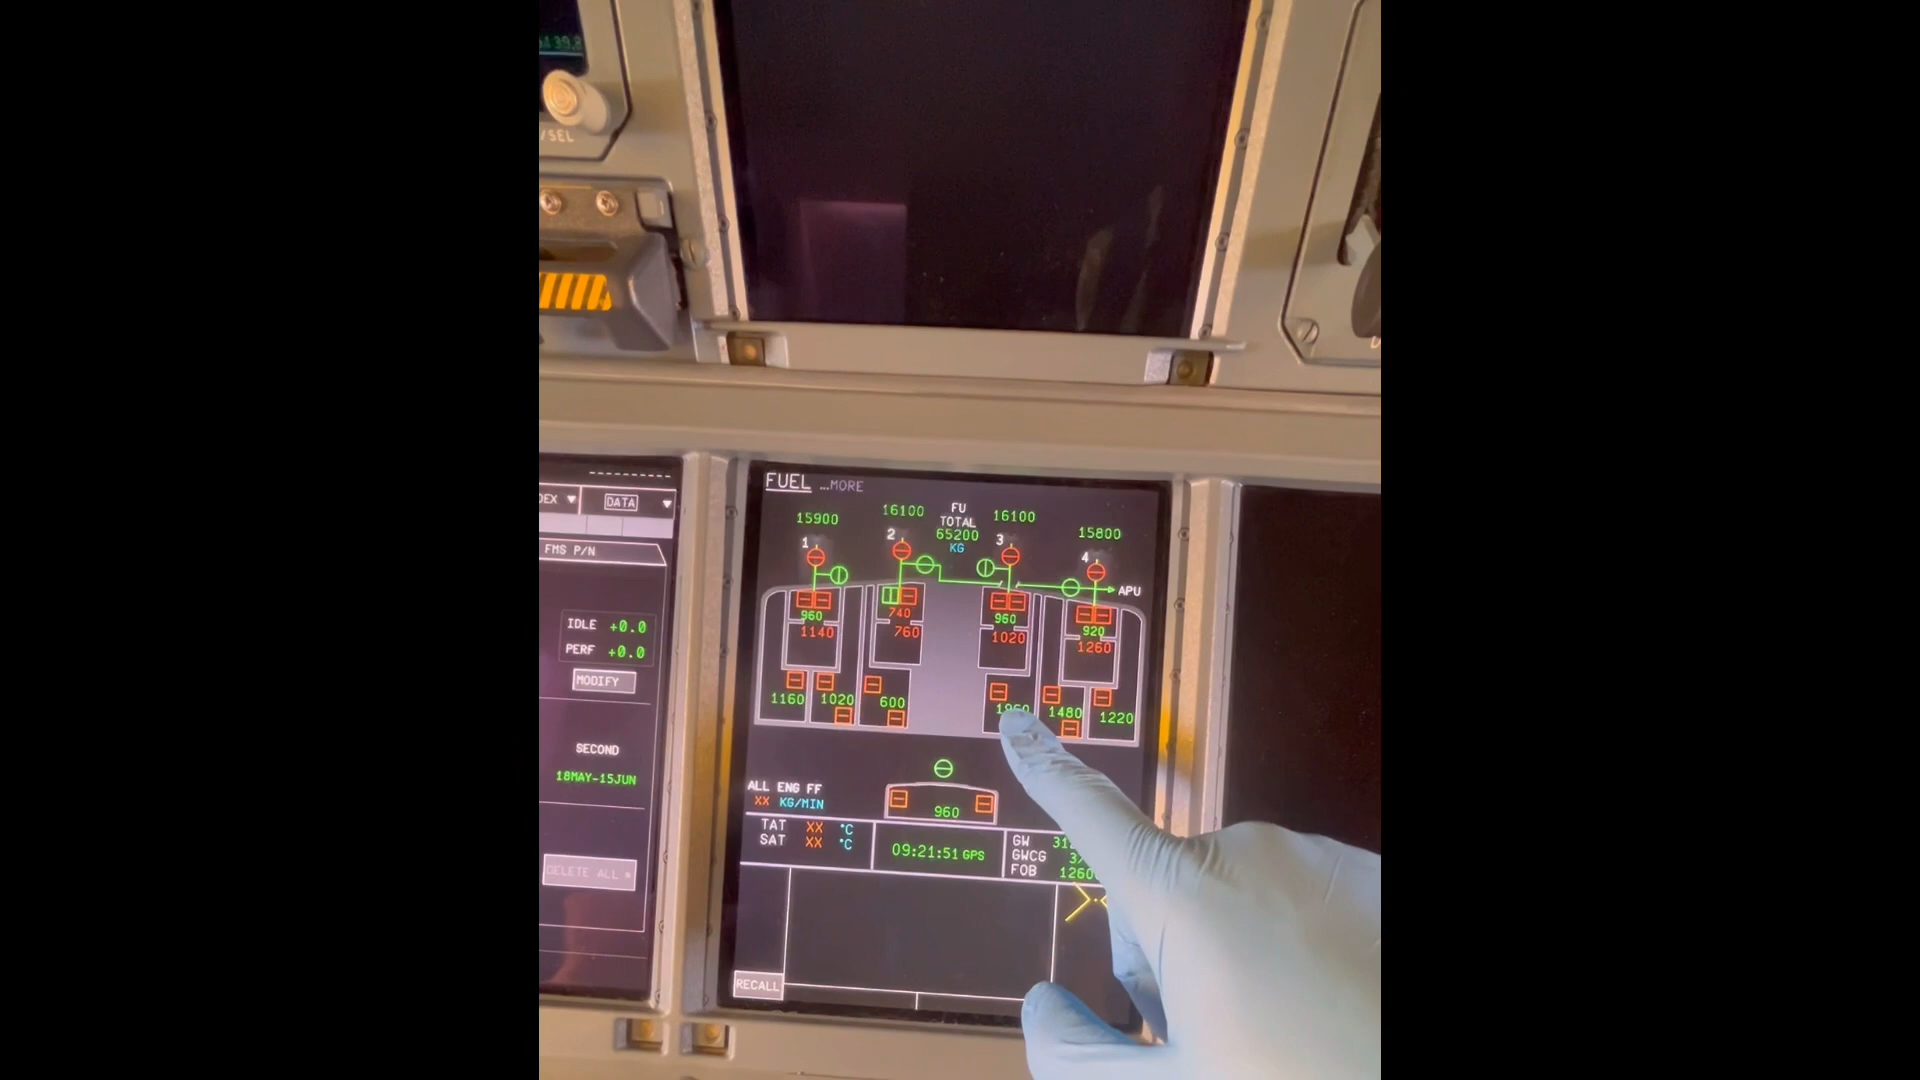 39.8
/SEL
DATA
FMS P/N
IDLE +0.0
PERF +0.0
MODIFY
SECOND
18MAY-15JUN
DELETE ALL *
FUEL ...MORE
15900 16100 FU 16100 15800
TOTAL
65200
KG
1 2 3 4
APU
960 740 960 920
1140 760 1020 1260
1160 1020 600 1480 1220
960
ALL ENG FF
XX KG/MIN
TAT XX °C
SAT XX °C
09:21:51 GPS
GW
GWCG
FOB
RECALL